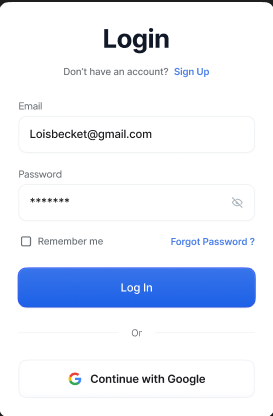 Login
Don't have an account? Sign Up
Email
Loisbecket@gmail.com
Password
*******
Remember me Forgot Password ?
Log In
Or
Continue with Google